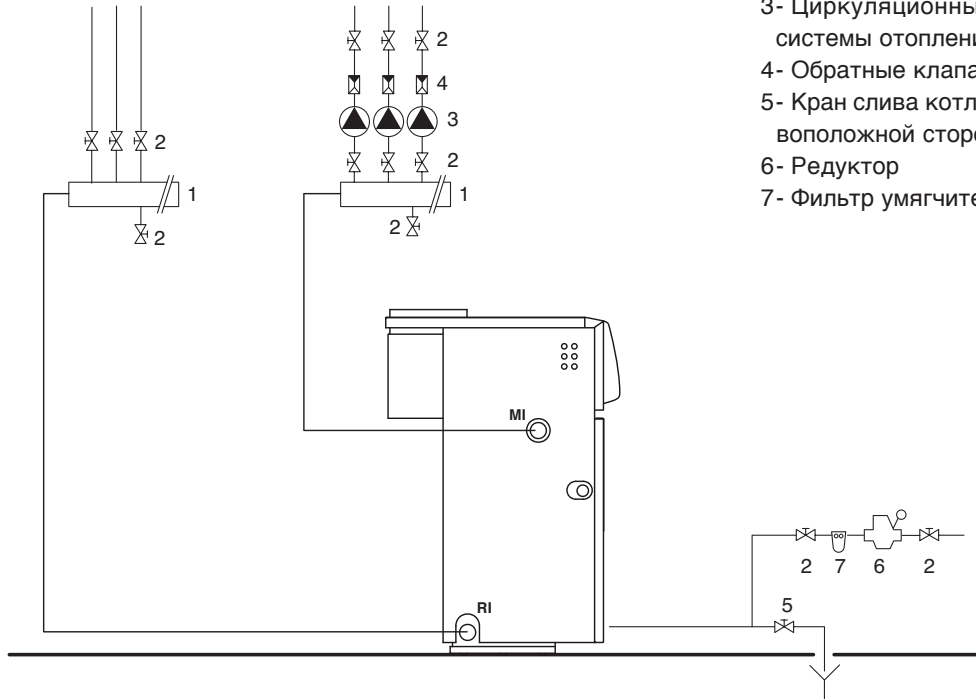 3- Циркуляционны
системы отоплени
4- Обратные клапа
5- Кран слива котл
воположной сторо
6- Редуктор
7- Фильтр умягчите
2
4
3
2
2
1
1
2
2
MI
RI
2 7 6 2
5